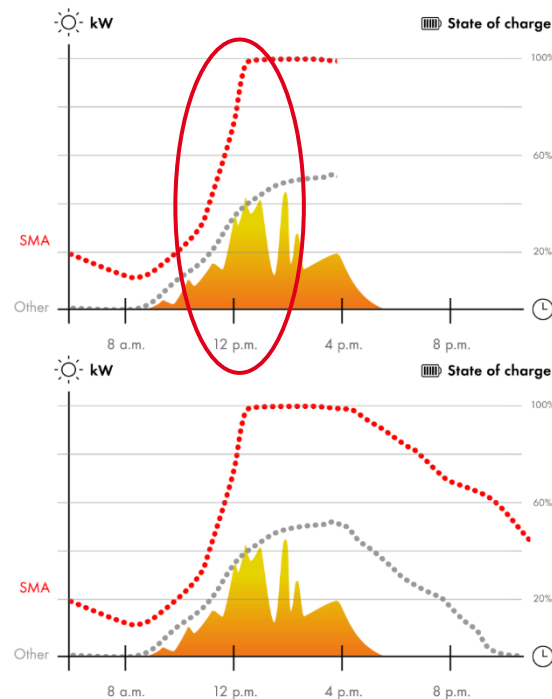 kW State of charge
100%
60%
SMA
20%
Other
8 a.m. 12 p.m. 4 p.m. 8 p.m.
kW State of charge
100%
60%
SMA
20%
Other
8 a.m. 12 p.m. 4 p.m. 8 p.m.